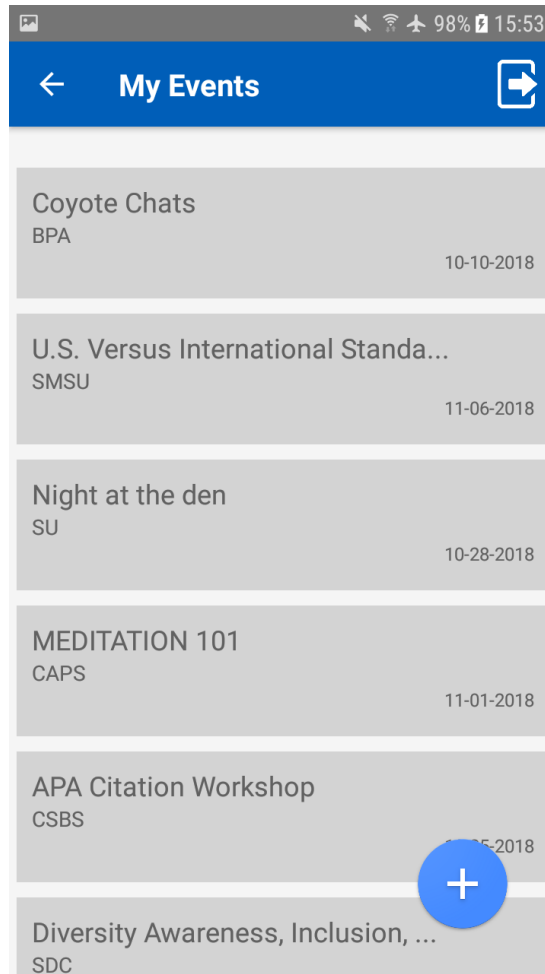 98% 15:53
My Events
Coyote Chats
BPA
10-10-2018
U.S. Versus International Standa...
SMSU
11-06-2018
Night at the den
SU
10-28-2018
MEDITATION 101
CAPS
11-01-2018
APA Citation Workshop
CSBS
Diversity Awareness, Inclusion, ...
SDC